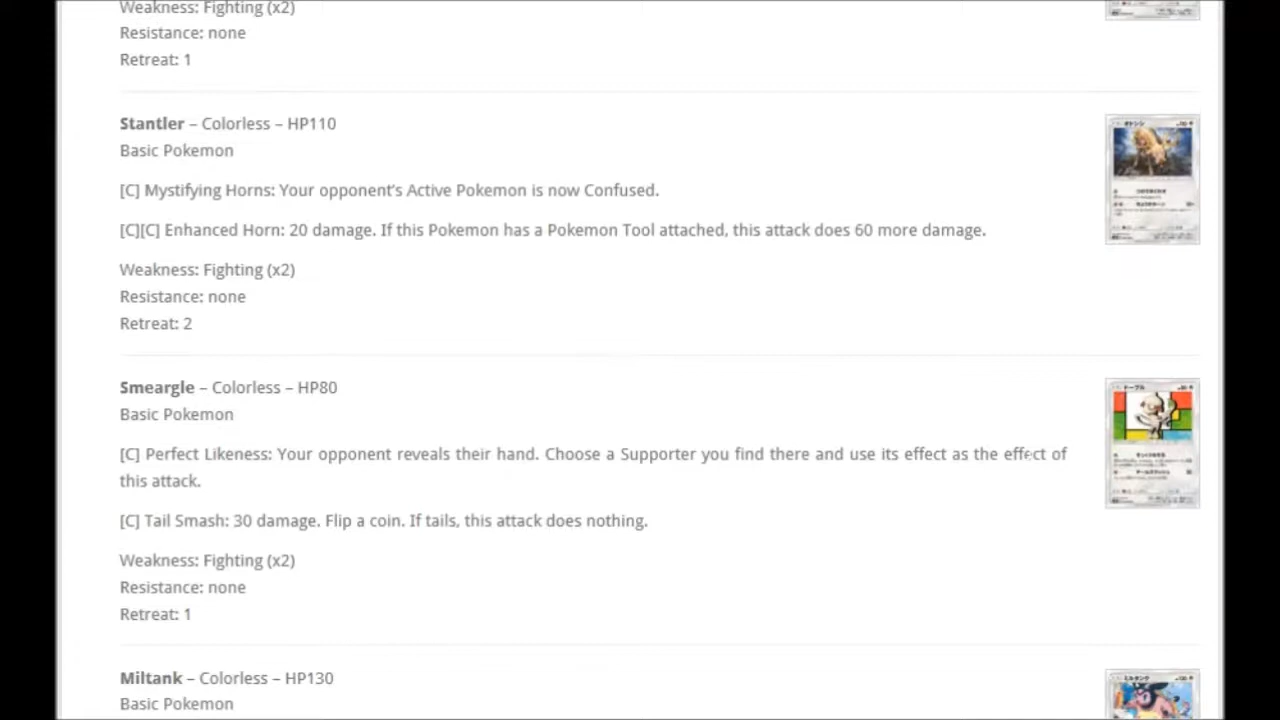 Weakness: Fighting (x2)
Resistance: none
Retreat: 1
Stantler – Colorless – HP110
Basic Pokemon
[C] Mystifying Horns: Your opponent's Active Pokemon is now Confused.
[C][C] Enhanced Horn: 20 damage. If this Pokemon has a Pokemon Tool attached, this attack does 60 more damage.
Weakness: Fighting (x2)
Resistance: none
Retreat: 2
Smeargle – Colorless – HP80
Basic Pokemon
[C] Perfect Likeness: Your opponent reveals their hand. Choose a Supporter you find there and use its effect as the effect of
this attack.
[C] Tail Smash: 30 damage. Flip a coin. If tails, this attack does nothing.
Weakness: Fighting (x2)
Resistance: none
Retreat: 1
Miltank – Colorless – HP130
Basic Pokemon